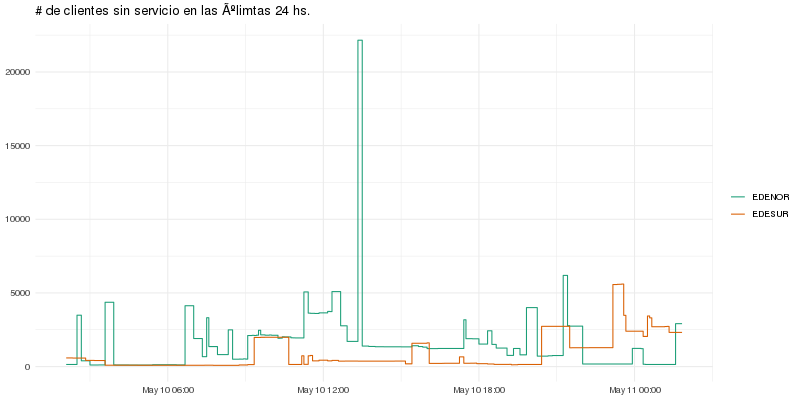 # de clientes sin servicio en las Ãºlimtas 24 hs.
20000
15000
10000
5000
0
May 10 06:00
May 10 12:00
May 10 18:00
May 11 00:00
EDENOR
EDESUR